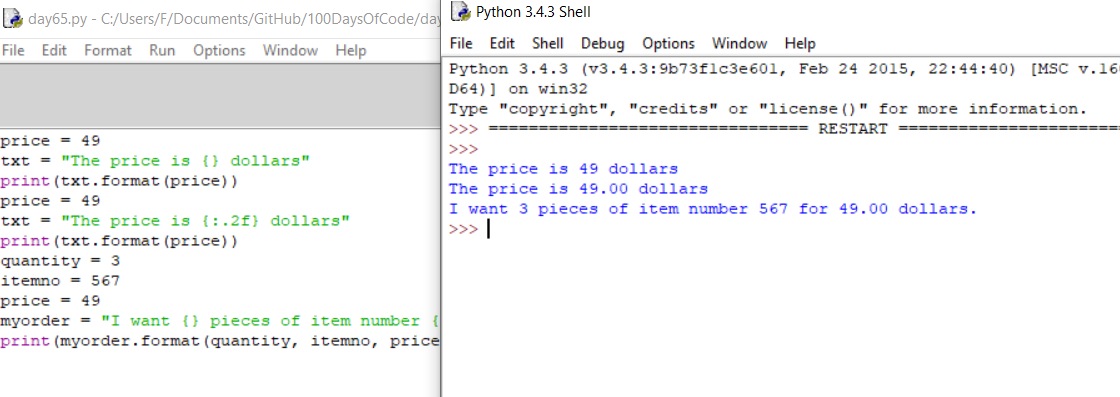 day65.py - C:/Users/F/Documents/GitHub/100DaysOfCode/day
File Edit Format Run Options Window Help
price = 49
txt = "The price is {} dollars"
print(txt.format(price))
price = 49
txt = "The price is {:.2f} dollars"
print(txt.format(price))
quantity = 3
itemno = 567
price = 49
myorder = "I want {} pieces of item number {
print(myorder.format(quantity, itemno, price
Python 3.4.3 Shell
File Edit Shell Debug Options Window Help
Python 3.4.3 (v3.4.3:9b73f1c3e601, Feb 24 2015, 22:44:40) [MSC v.160
D64)] on win32
Type "copyright", "credits" or "license()" for more information.
>>> ================================ RESTART ======================
>>>
The price is 49 dollars
The price is 49.00 dollars
I want 3 pieces of item number 567 for 49.00 dollars.
>>>